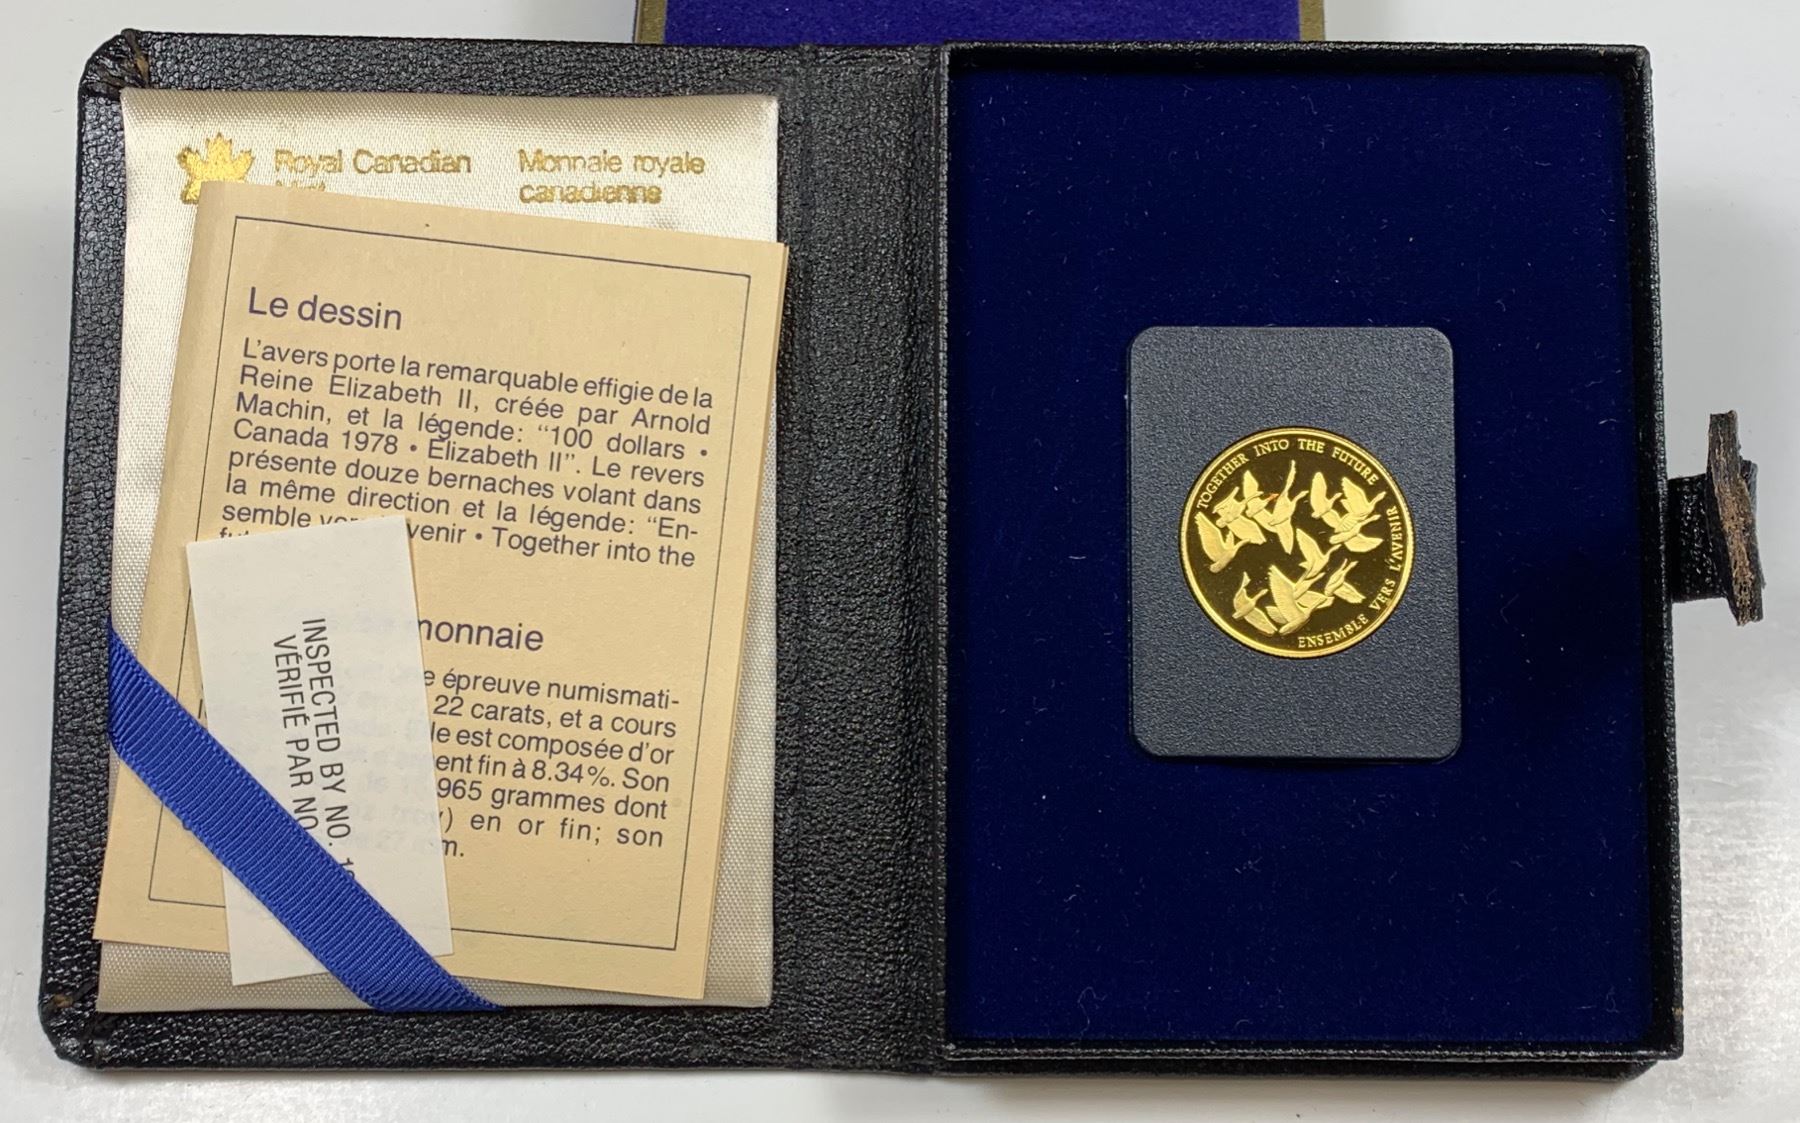 Royal Canadian
Monnaie royale
canadienne
Le dessin
L'avers porte la remarquable effigie de la
Reine Elizabeth II, créée par Arnold
Machin, et la légende: “100 dollars •
Canada 1978 • Elizabeth II”. Le revers
présente douze bernaches volant dans
la même direction et la légende: “En-
semble venir • Together into the
monnaie
épreuve numismati-
22 carats, et a cours
est composée d'or
fin à 8.34%. Son
965 grammes dont
) en or fin; son
INSPECTED BY NO.
VÉRIFIÉ PAR NO.
TOGETHER INTO THE FUTURE
ENSEMBLE VERS L'AVENIR